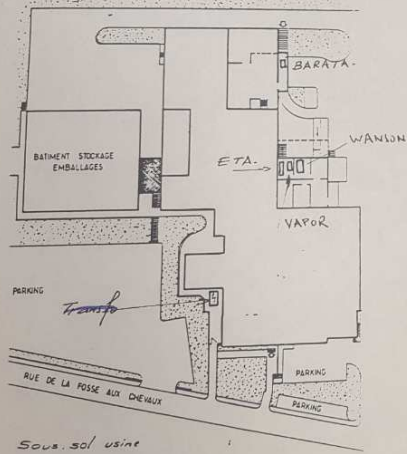 BARATA.
WANSON
BATIMENT STOCKAGE
EMBALLAGES
ETA.
VAPOR
PARKING
Transfo
PARKING
RUE DE LA FOSSE AUX CHEVAUX
PARKING
Sous.sol usine